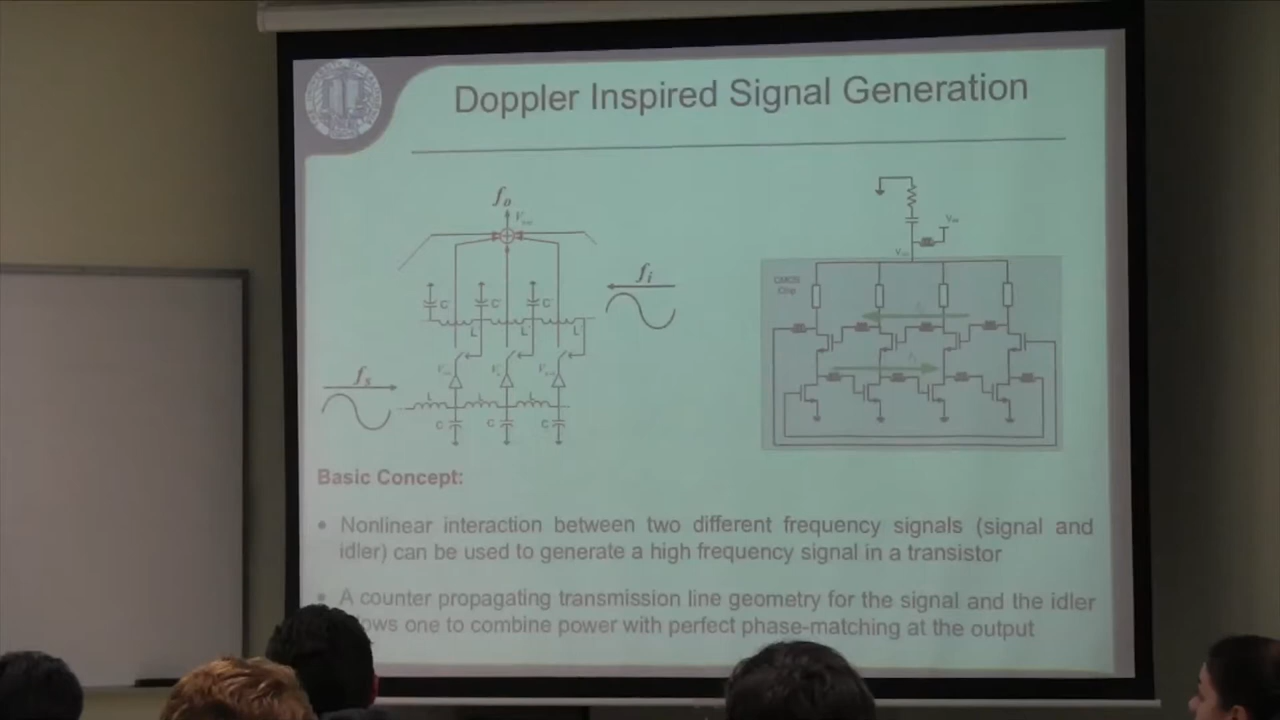 Doppler Inspired Signal Generation
fo
fi
fs
C C C
L L L
L L L
C C C
CMOS
Chip
Basic Concept:
• Nonlinear interaction between two different frequency signals (signal and
idler) can be used to generate a high frequency signal in a transistor
• A counter propagating transmission line geometry for the signal and the idler
ows one to combine power with perfect phase-matching at the output